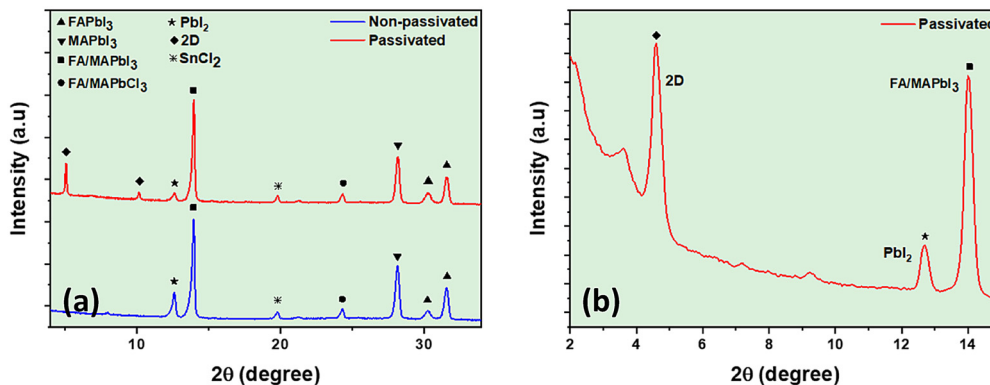 FAPbI3
MAPbI3
FA/MAPbI3
FA/MAPbCl3
PbI2
2D
SnCl2
Non-passivated
Passivated
Intensity (a.u)
(a)
10 20 30
2θ (degree)
Passivated
2D
FA/MAPbI3
PbI2
Intensity (a.u)
(b)
2 4 6 8 10 12 14
2θ (degree)